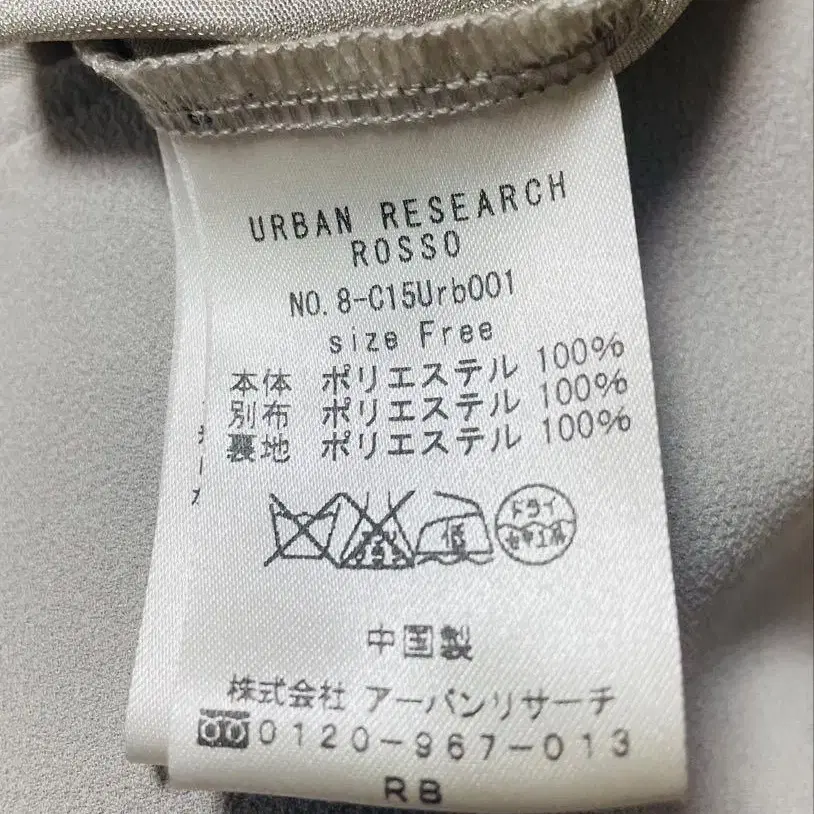 URBAN RESEARCH
ROSSO
NO. 8-C15Urb001
size Free
本体 ポリエステル 100%
別布 ポリエステル 100%
裏地 ポリエステル 100%
低
ドライ
中国製
株式会社 アーバンリサーチ
0120-967-013
RB